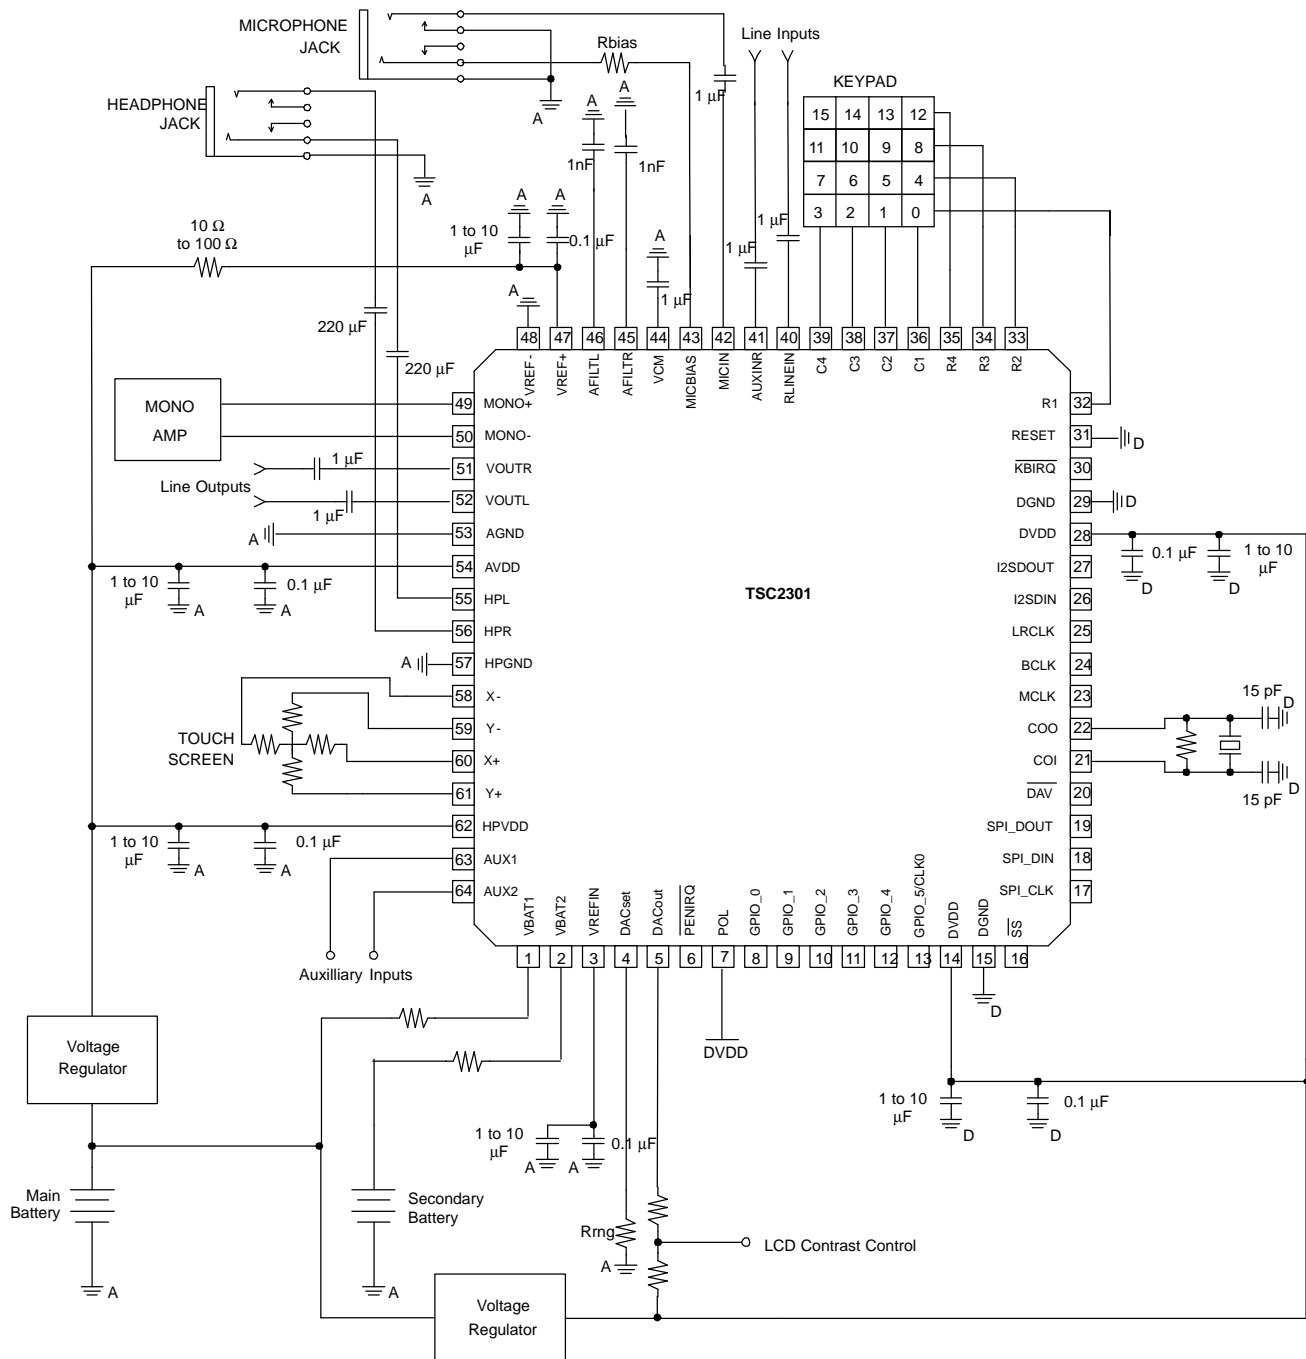 MICROPHONE
JACK
Rbias
Line Inputs
KEYPAD
HEADPHONE
JACK
A
A
A
1 μF
15 14 13 12
11 10 9 8
7 6 5 4
3 2 1 0
1nF
1nF
A
A
A
10 Ω
to 100 Ω
1 to 10
μF
0.1 μF
A
1 μF
1 μF
A
1 μF
220 μF
220 μF
48 47 46 45 44 43 42 41 40 39 38 37 36 35 34 33
VREF- VREF+ AFILTL AFILTR VCM MICBIAS MICIN AUXINR RLINEIN C4 C3 C2 C1 R4 R3 R2
MONO
AMP
49 MONO+
50 MONO-
51 VOUTR
52 VOUTL
53 AGND
54 AVDD
55 HPL
56 HPR
57 HPGND
58 X-
59 Y-
60 X+
61 Y+
62 HPVDD
63 AUX1
64 AUX2
1 μF
Line Outputs
1 μF
A
1 to 10
μF
A
0.1 μF
A
A
TOUCH
SCREEN
1 to 10
μF
A
0.1 μF
A
Auxilliary Inputs
TSC2301
R1 32
RESET 31
KBIRQ 30
DGND 29
DVDD 28
I2SDOUT 27
I2SDIN 26
LRCLK 25
BCLK 24
MCLK 23
COO 22
COI 21
DAV 20
SPI_DOUT 19
SPI_DIN 18
SPI_CLK 17
D
D
0.1 μF
D
1 to 10
μF
D
15 pF
D
15 pF
D
VBAT1 VBAT2 VREFIN DACset DACout PENIRQ POL GPIO_0 GPIO_1 GPIO_2 GPIO_3 GPIO_4 GPIO_5/CLK0 DVDD DGND SS
1 2 3 4 5 6 7 8 9 10 11 12 13 14 15 16
D
DVDD
Voltage
Regulator
1 to 10
μF
D
0.1 μF
D
1 to 10
μF
A
0.1 μF
A
Main
Battery
A
Secondary
Battery
A
Rrng
A
LCD Contrast Control
Voltage
Regulator